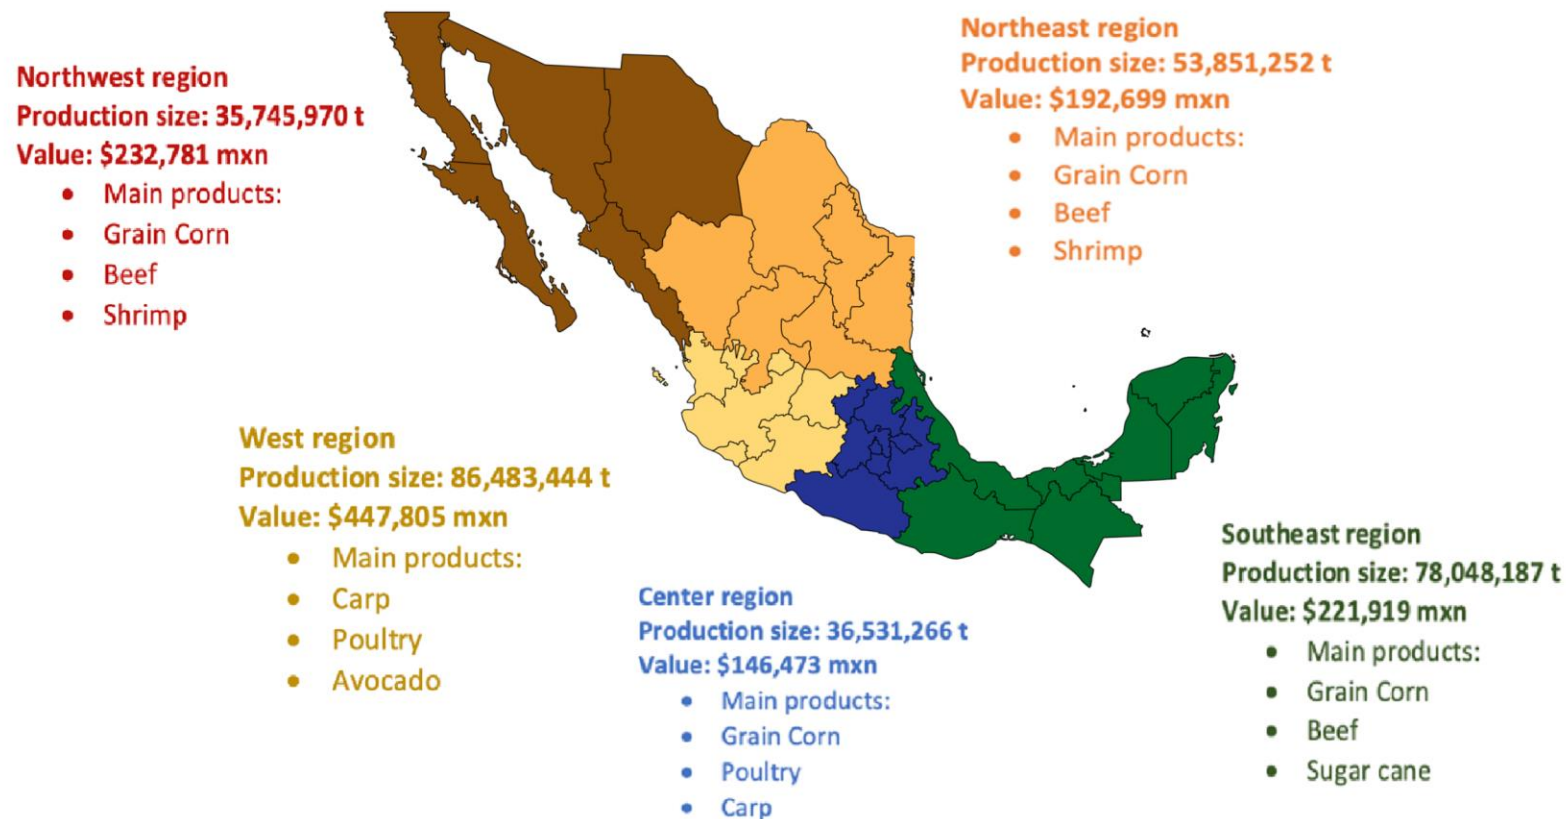 Northwest region
Production size: 35,745,970 t
Value: $232,781 mxn
• Main products:
• Grain Corn
• Beef
• Shrimp
Northeast region
Production size: 53,851,252 t
Value: $192,699 mxn
• Main products:
• Grain Corn
• Beef
• Shrimp
West region
Production size: 86,483,444 t
Value: $447,805 mxn
• Main products:
• Carp
• Poultry
• Avocado
Center region
Production size: 36,531,266 t
Value: $146,473 mxn
• Main products:
• Grain Corn
• Poultry
• Carp
Southeast region
Production size: 78,048,187 t
Value: $221,919 mxn
• Main products:
• Grain Corn
• Beef
• Sugar cane